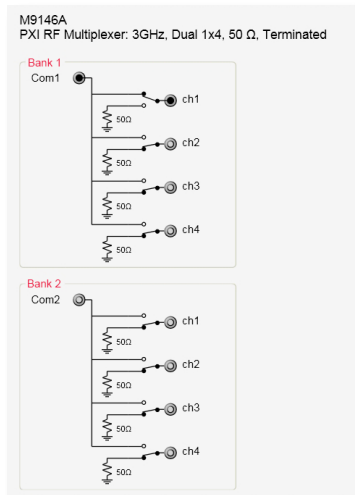 M9146A
PXI RF Multiplexer: 3GHz, Dual 1x4, 50 Ω, Terminated
Bank 1
Com1
ch1
50Ω
ch2
50Ω
ch3
50Ω
ch4
50Ω
Bank 2
Com2
ch1
50Ω
ch2
50Ω
ch3
50Ω
ch4
50Ω